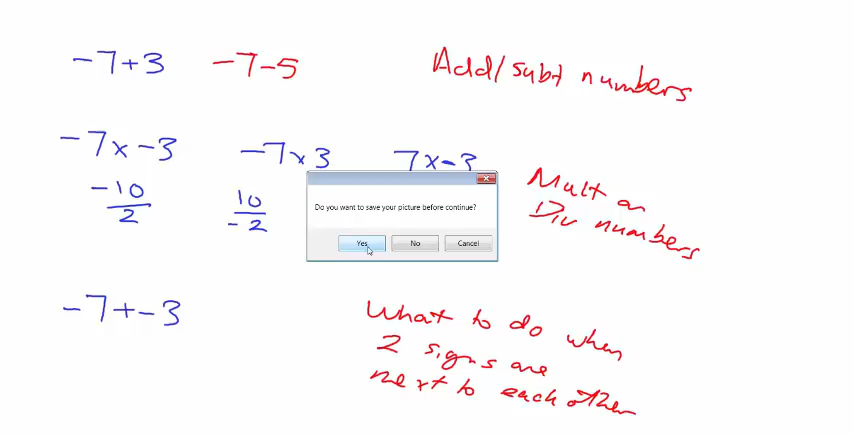 -7+3 -7-5 Add/subt numbers
-7x-3 -7x3 7x-3 Mult or
-10/2 10/-2 Div numbers
Do you want to save your picture before continue?
Yes No Cancel
-7+-3 What to do when
2 signs are
next to each other